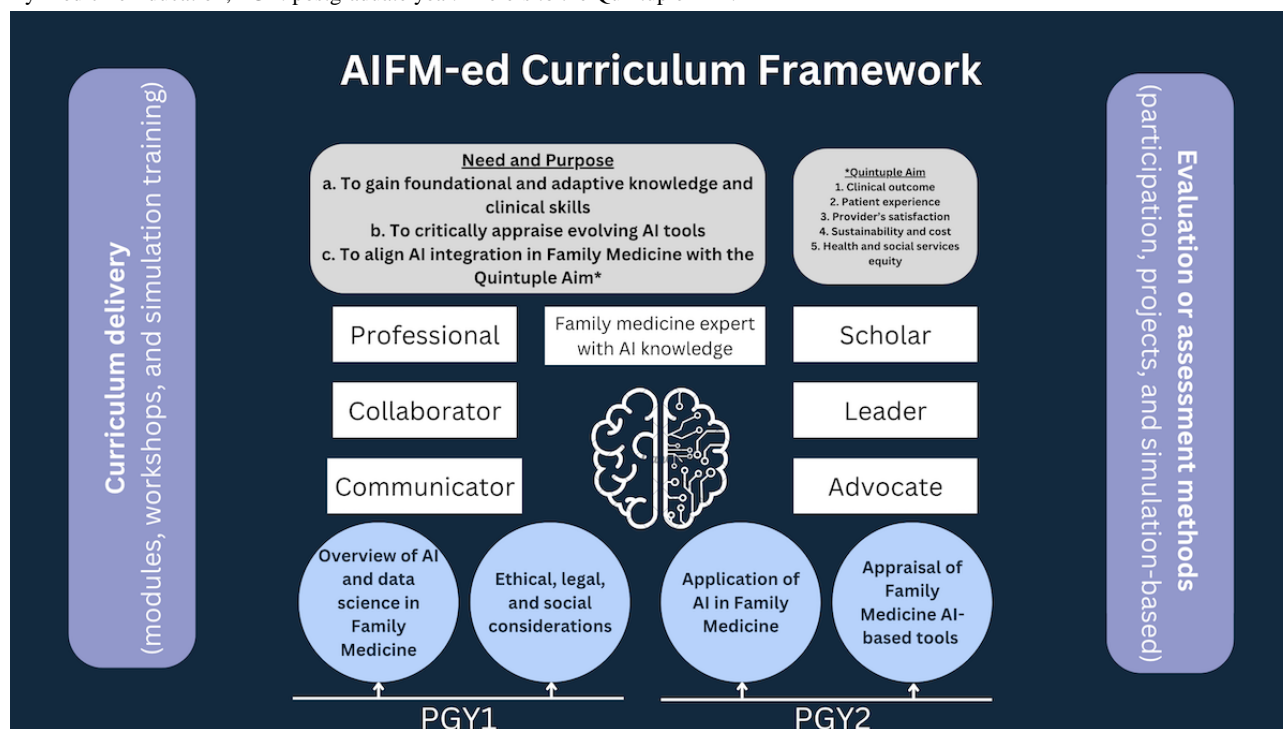 AIFM-ed Curriculum Framework
Curriculum delivery
(modules, workshops, and simulation training)
Need and Purpose
a. To gain foundational and adaptive knowledge and
clinical skills
b. To critically appraise evolving AI tools
c. To align AI integration in Family Medicine with the
Quintuple Aim*
*Quintuple Aim
1. Clinical outcome
2. Patient experience
3. Provider's satisfaction
4. Sustainability and cost
5. Health and social services
equity
Evaluation or assessment methods
(participation, projects, and simulation-based)
Professional
Family medicine expert
with AI knowledge
Scholar
Collaborator
Leader
Communicator
Advocate
Overview of AI
and data
science in
Family
Medicine
Ethical, legal,
and social
considerations
Application of
AI in Family
Medicine
Appraisal of
Family
Medicine AI-
based tools
PGY1
PGY2